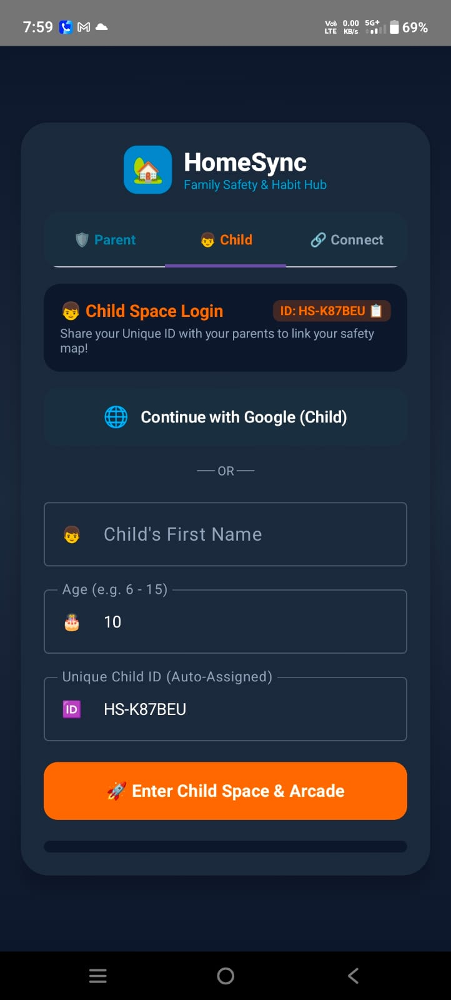 7:59
Vo) 0.00 5G+ 69%
LTE KB/s
HomeSync
Family Safety & Habit Hub
Parent Child Connect
Child Space Login ID: HS-K87BEU
Share your Unique ID with your parents to link your safety
map!
Continue with Google (Child)
OR
Child's First Name
Age (e.g. 6 - 15)
10
Unique Child ID (Auto-Assigned)
ID HS-K87BEU
Enter Child Space & Arcade